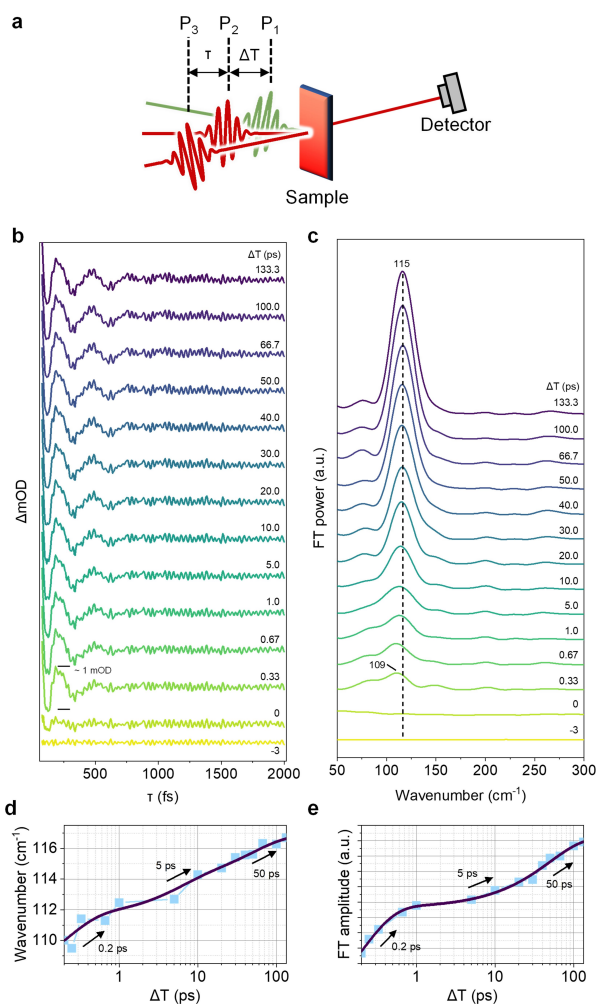 a
P3 P2 P1
τ ΔT
Detector
Sample
b
ΔT (ps)
133.3
100.0
66.7
50.0
40.0
30.0
20.0
10.0
5.0
1.0
0.67
~ 1 mOD
0.33
0
-3
ΔmOD
500 1000 1500 2000
τ (fs)
c
115
ΔT (ps)
133.3
100.0
66.7
50.0
40.0
30.0
20.0
10.0
5.0
1.0
0.67
109
0.33
0
-3
FT power (a.u.)
50 100 150 200 250 300
Wavenumber (cm-1)
d
Wavenumber (cm-1)
116
114
112
110
5 ps
50 ps
0.2 ps
1 10 100
ΔT (ps)
e
FT amplitude (a.u.)
5 ps
50 ps
0.2 ps
1 10 100
ΔT (ps)